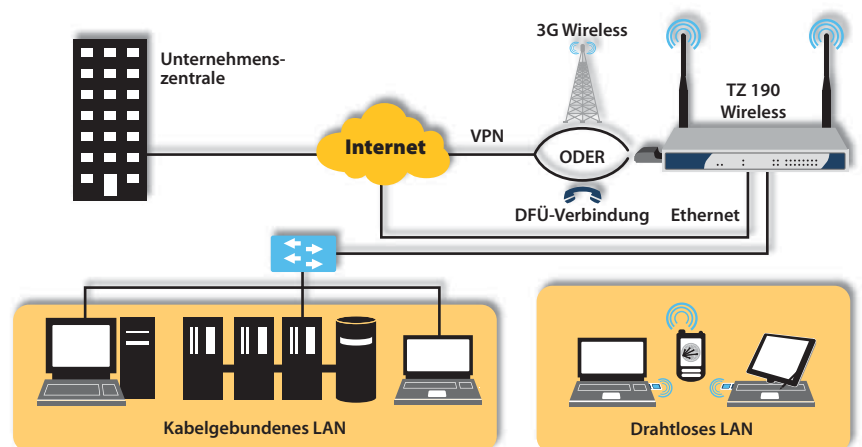 Unternehmens-
zentrale
3G Wireless
TZ 190
Wireless
Internet
VPN
ODER
DFÜ-Verbindung
Ethernet
Kabelgebundenes LAN
Drahtloses LAN